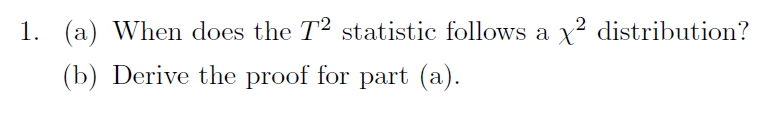 1. (a) When does the T² statistic follows a χ² distribution?
(b) Derive the proof for part (a).